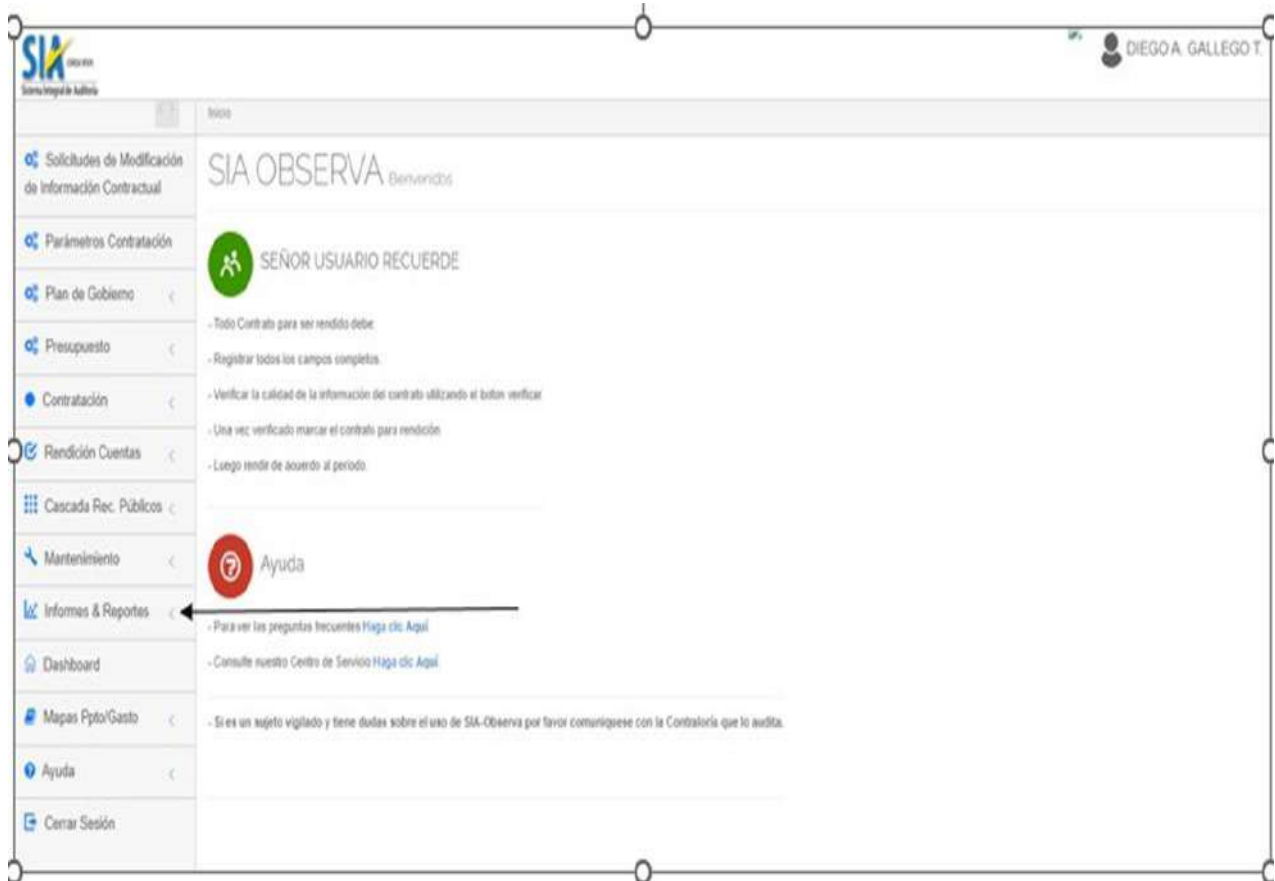 SIA
Sistema Integral de Auditoría
DIEGO A. GALLEGO T.
Inicio
Solicitudes de Modificación
de Información Contractual
Parámetros Contratación
Plan de Gobierno
Presupuesto
Contratación
Rendición Cuentas
Cascada Rec. Públicos
Mantenimiento
Informes & Reportes
Dashboard
Mapas Ppto/Gasto
Ayuda
Cerrar Sesión
SIA OBSERVA Bienvenidos
SEÑOR USUARIO RECUERDE
- Todo Contrato para ser rendido debe:
- Registrar todos los campos completos.
- Verificar la calidad de la información del contrato utilizando el boton verificar.
- Una vez verificado marcar el contrato para rendición
- Luego rendir de acuerdo al periodo.
Ayuda
- Para ver las preguntas frecuentes Haga clic Aquí
- Consulte nuestro Centro de Servicio Haga clic Aquí
- Si es un sujeto vigilado y tiene dudas sobre el uso de SIA-Observa por favor comuniquese con la Contraloría que lo audita.